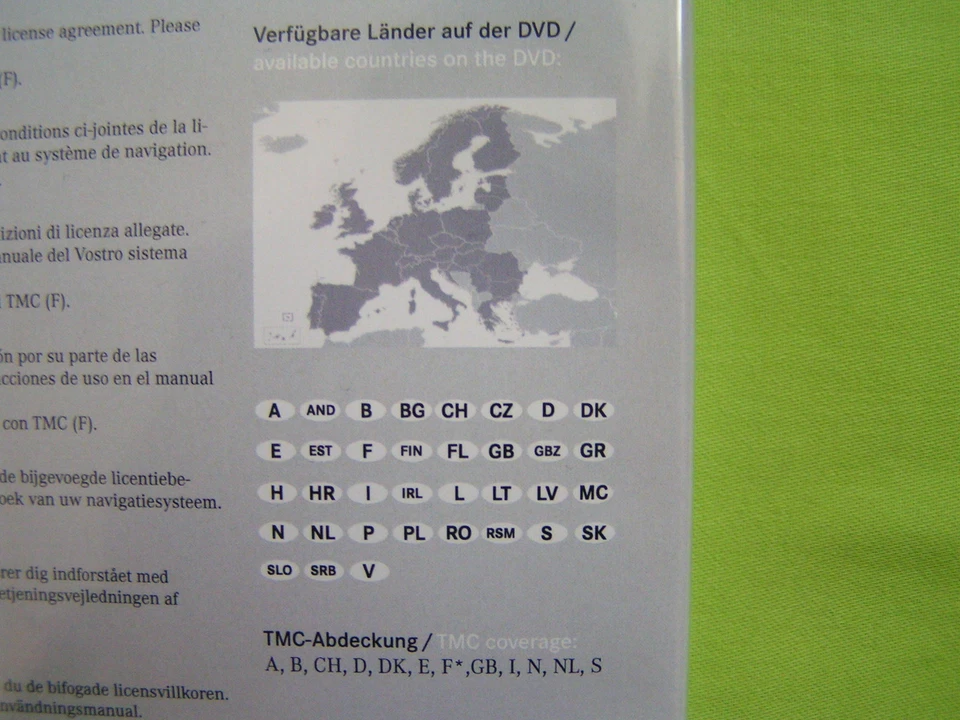 license agreement. Please
(F).
onditions ci-jointes de la li-
t au système de navigation.
izioni di licenza allegate.
nuale del Vostro sistema
TMC (F).
ón por su parte de las
cciones de uso en el manual
con TMC (F).
de bijgevoegde licentiebe-
oek van uw navigatiesysteem.
rer dig indforstået med
etjeningsvejledningen af
du de bifogade licensvillkoren.
nvändningsmanual.
Verfügbare Länder auf der DVD /
available countries on the DVD:
A AND B BG CH CZ D DK
E EST F FIN FL GB GBZ GR
H HR I IRL L LT LV MC
N NL P PL RO RSM S SK
SLO SRB V
TMC-Abdeckung / TMC coverage:
A, B, CH, D, DK, E, F*,GB, I, N, NL, S